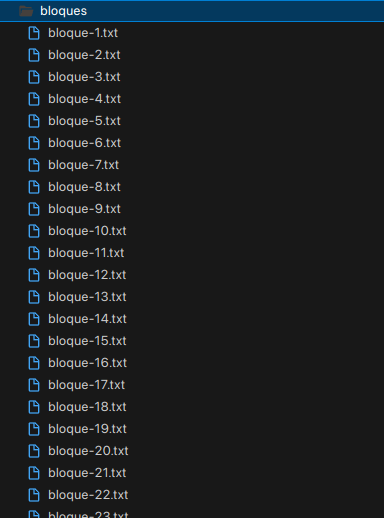 bloques
bloque-1.txt
bloque-2.txt
bloque-3.txt
bloque-4.txt
bloque-5.txt
bloque-6.txt
bloque-7.txt
bloque-8.txt
bloque-9.txt
bloque-10.txt
bloque-11.txt
bloque-12.txt
bloque-13.txt
bloque-14.txt
bloque-15.txt
bloque-16.txt
bloque-17.txt
bloque-18.txt
bloque-19.txt
bloque-20.txt
bloque-21.txt
bloque-22.txt
bloque-23.txt